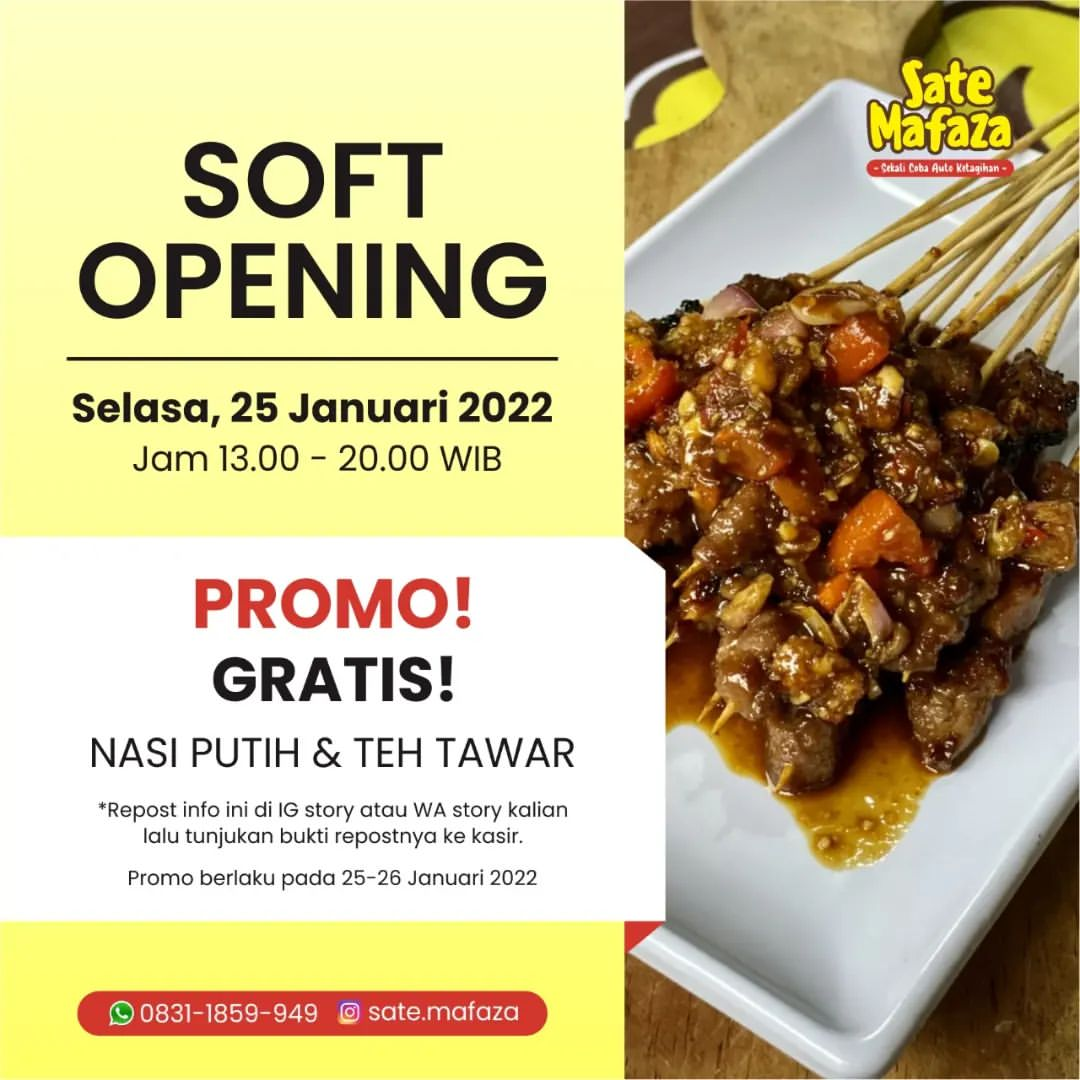 SOFT
OPENING
Selasa, 25 Januari 2022
Jam 13.00 - 20.00 WIB
PROMO!
GRATIS!
NASI PUTIH & TEH TAWAR
*Repost info ini di IG story atau WA story kalian
lalu tunjukan bukti repostnya ke kasir.
Promo berlaku pada 25-26 Januari 2022
0831-1859-949 sate.mafaza
Sate
Mafaza
- Sekali Coba Auto Ketagihan -